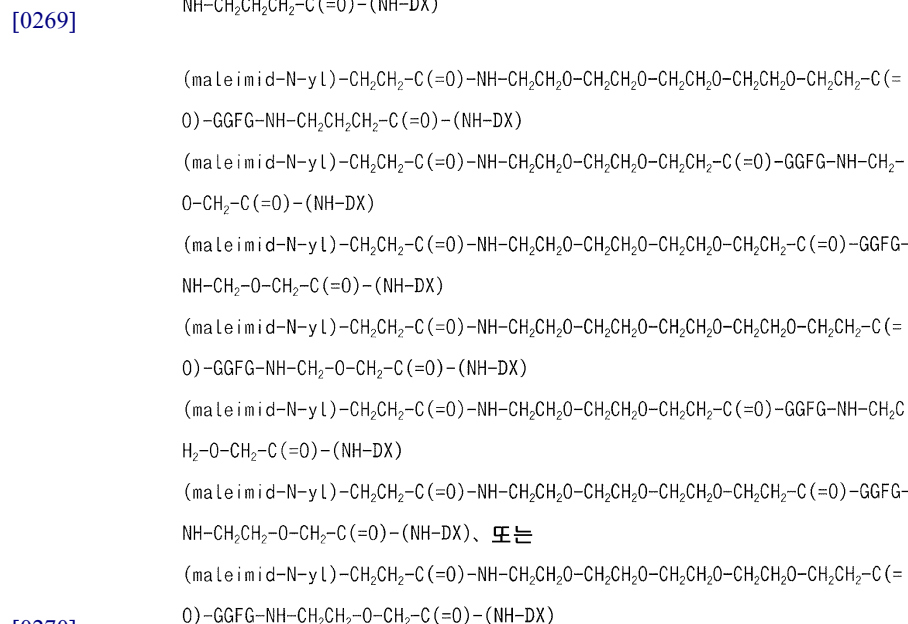 NH-CH₂CH₂CH₂-C(=O)-(NH-DX)
[0269]
(maleimid-N-yl)-CH₂CH₂-C(=O)-NH-CH₂CH₂O-CH₂CH₂O-CH₂CH₂O-CH₂CH₂O-CH₂CH₂-C(=
O)-GGFG-NH-CH₂CH₂CH₂-C(=O)-(NH-DX)
(maleimid-N-yl)-CH₂CH₂-C(=O)-NH-CH₂CH₂O-CH₂CH₂O-CH₂CH₂-C(=O)-GGFG-NH-CH₂-
O-CH₂-C(=O)-(NH-DX)
(maleimid-N-yl)-CH₂CH₂-C(=O)-NH-CH₂CH₂O-CH₂CH₂O-CH₂CH₂O-CH₂CH₂-C(=O)-GGFG-
NH-CH₂-O-CH₂-C(=O)-(NH-DX)
(maleimid-N-yl)-CH₂CH₂-C(=O)-NH-CH₂CH₂O-CH₂CH₂O-CH₂CH₂O-CH₂CH₂O-CH₂CH₂-C(=
O)-GGFG-NH-CH₂-O-CH₂-C(=O)-(NH-DX)
(maleimid-N-yl)-CH₂CH₂-C(=O)-NH-CH₂CH₂O-CH₂CH₂O-CH₂CH₂-C(=O)-GGFG-NH-CH₂C
H₂-O-CH₂-C(=O)-(NH-DX)
(maleimid-N-yl)-CH₂CH₂-C(=O)-NH-CH₂CH₂O-CH₂CH₂O-CH₂CH₂O-CH₂CH₂-C(=O)-GGFG-
NH-CH₂CH₂-O-CH₂-C(=O)-(NH-DX)、또는
(maleimid-N-yl)-CH₂CH₂-C(=O)-NH-CH₂CH₂O-CH₂CH₂O-CH₂CH₂O-CH₂CH₂O-CH₂CH₂-C(=
O)-GGFG-NH-CH₂CH₂-O-CH₂-C(=O)-(NH-DX)
[0270]